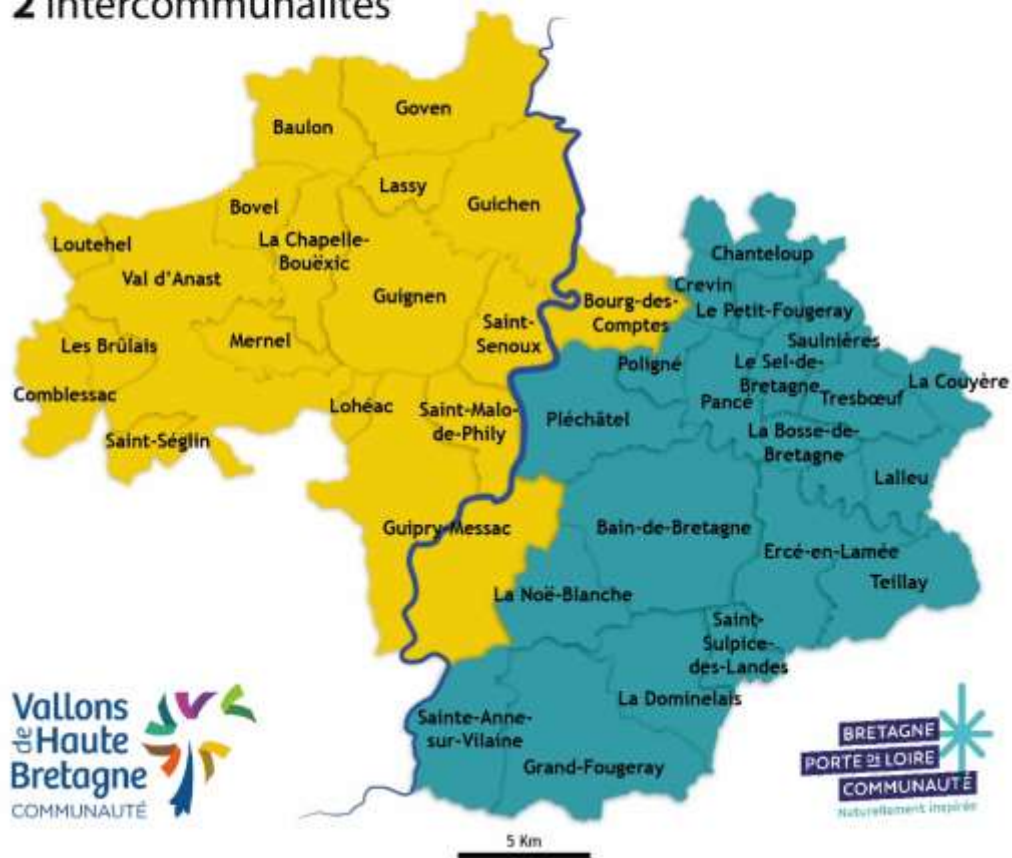 2 intercommunalités
Goven
Baulon
Lassy
Guichen
Bovel
Loutehel
La Chapelle-
Bouëxic
Val d'Anast
Guignen
Chanteloup
Crevin
Bourg-des-
Comptes
Le Petit-Fougeray
Saint-
Senoux
Mernel
Les Brûlais
Saulnières
Poligné
Le Sel-de-
Bretagne
La Couyère
Comblessac
Pancé
Tresbœuf
Lohéac
Saint-Malo-
de-Phily
Pléchâtel
Saint-Séglin
La Bosse-de-
Bretagne
Lalleu
Guipry-Messac
Bain-de-Bretagne
Ercé-en-Lamée
Teillay
La Noë-Blanche
Saint-
Sulpice-
des-Landes
La Dominelais
Sainte-Anne-
sur-Vilaine
Grand-Fougeray
Vallons
de Haute
Bretagne
COMMUNAUTÉ
BRETAGNE
PORTE DE LOIRE
COMMUNAUTÉ
Naturellement inspirée
5 Km